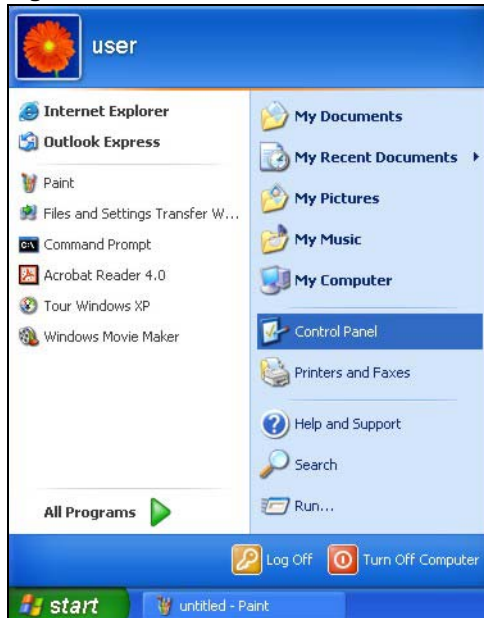 user
Internet Explorer
Outlook Express
Paint
Files and Settings Transfer W...
Command Prompt
Acrobat Reader 4.0
Tour Windows XP
Windows Movie Maker
All Programs
My Documents
My Recent Documents
My Pictures
My Music
My Computer
Control Panel
Printers and Faxes
Help and Support
Search
Run...
Log Off
Turn Off Computer
start
untitled - Paint